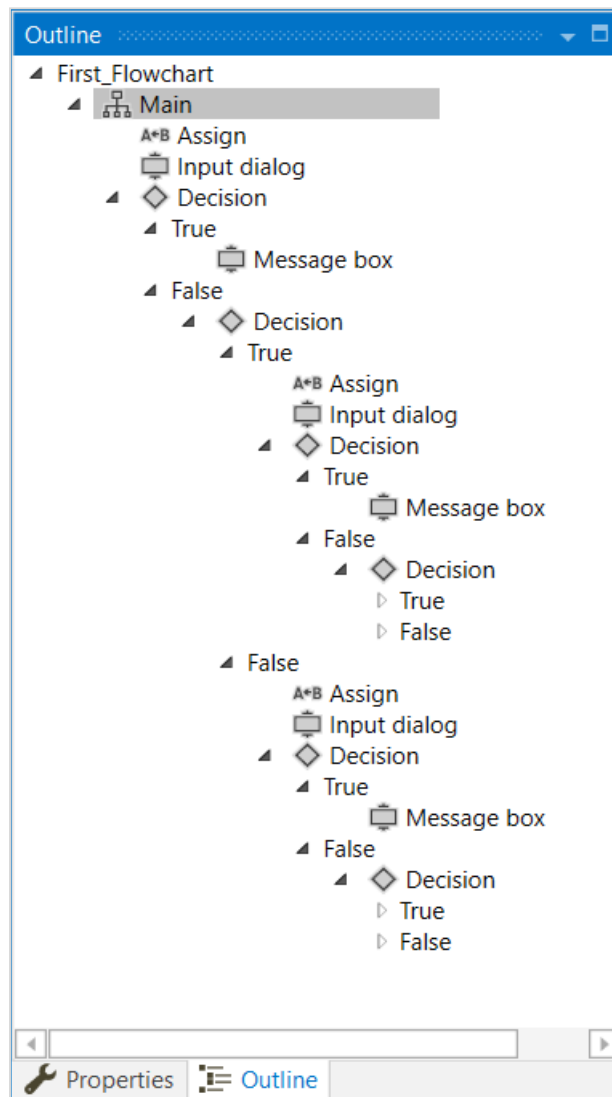 Outline
First_Flowchart
Main
A+B Assign
Input dialog
Decision
True
Message box
False
Decision
True
A+B Assign
Input dialog
Decision
True
Message box
False
Decision
True
False
False
A+B Assign
Input dialog
Decision
True
Message box
False
Decision
True
False
Properties Outline